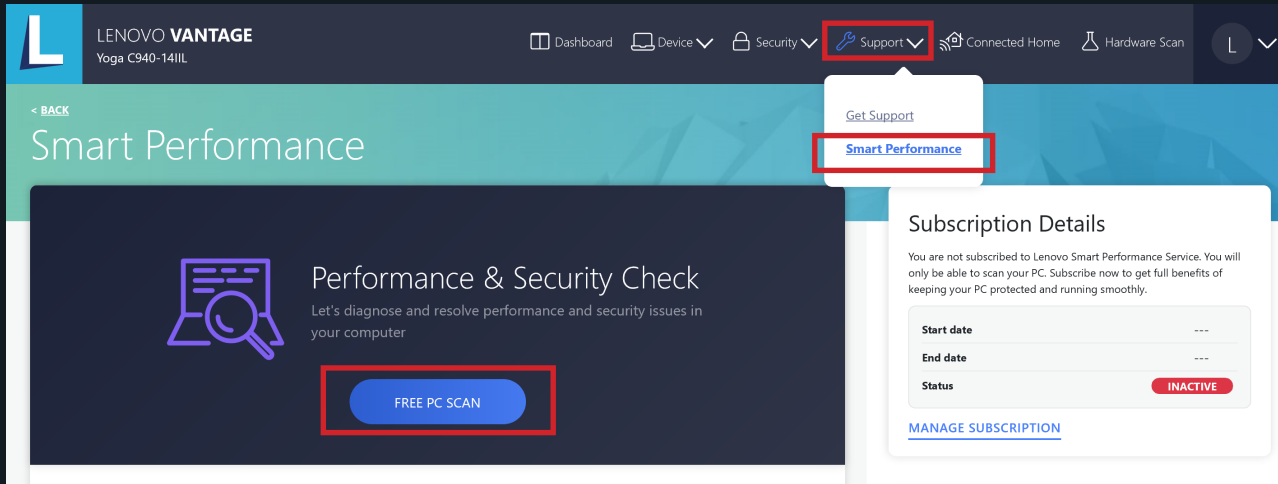 L
LENOVO VANTAGE
Yoga C940-14IIL
Dashboard
Device
Security
Support
Connected Home
Hardware Scan
L
Get Support
Smart Performance
< BACK
Smart Performance
Performance & Security Check
Let's diagnose and resolve performance and security issues in
your computer
FREE PC SCAN
Subscription Details
You are not subscribed to Lenovo Smart Performance Service. You will
only be able to scan your PC. Subscribe now to get full benefits of
keeping your PC protected and running smoothly.
Start date ---
End date ---
Status INACTIVE
MANAGE SUBSCRIPTION